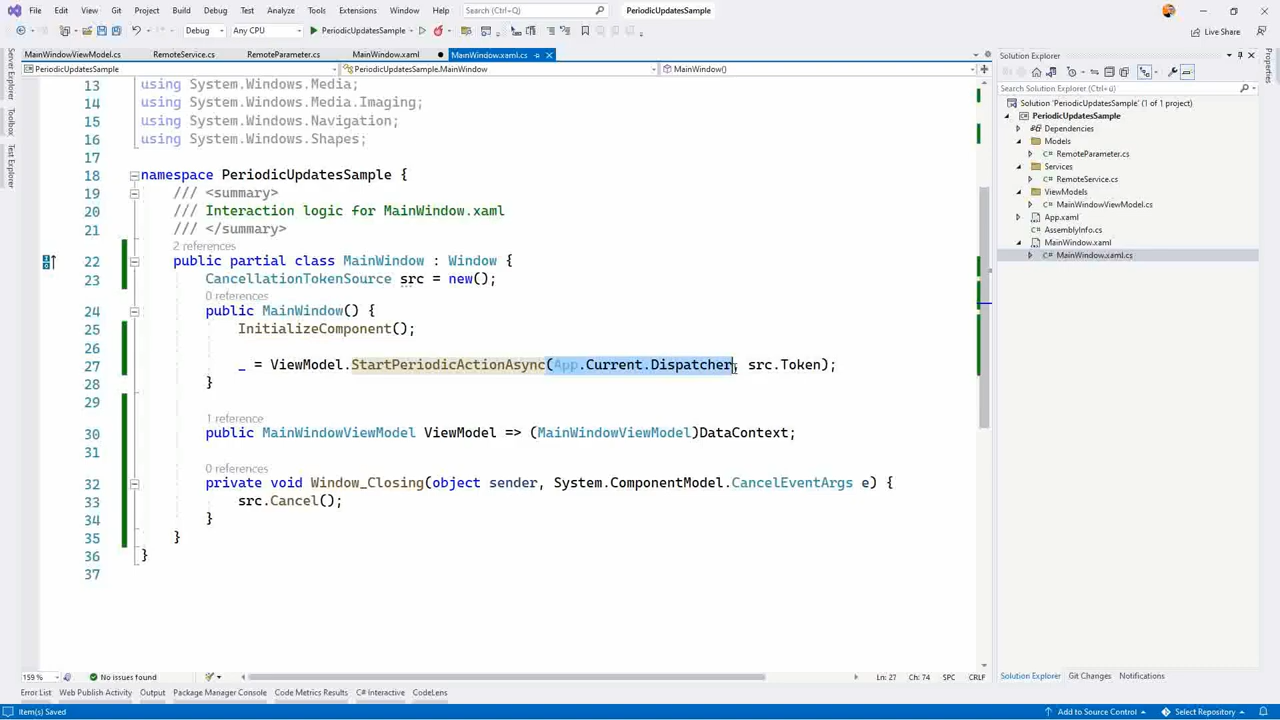 File Edit View Git Project Build Debug Test Analyze Tools Extensions Window Help Search (Ctrl+Q) PeriodicUpdatesSample
Debug Any CPU PeriodicUpdatesSample Live Share
MainWindowViewModel.cs RemoteService.cs RemoteParameter.cs MainWindow.xaml MainWindow.xaml.cs
PeriodicUpdatesSample PeriodicUpdatesSample.MainWindow MainWindow()
13 using System.Windows.Media;
14 using System.Windows.Media.Imaging;
15 using System.Windows.Navigation;
16 using System.Windows.Shapes;
17
18 namespace PeriodicUpdatesSample {
19 /// <summary>
20 /// Interaction logic for MainWindow.xaml
21 /// </summary>
2 references
22 public partial class MainWindow : Window {
23 CancellationTokenSource src = new();
0 references
24 public MainWindow() {
25 InitializeComponent();
26
27 _ = ViewModel.StartPeriodicActionAsync(App.Current.Dispatcher, src.Token);
28 }
29
1 reference
30 public MainWindowViewModel ViewModel => (MainWindowViewModel)DataContext;
31
0 references
32 private void Window_Closing(object sender, System.ComponentModel.CancelEventArgs e) {
33 src.Cancel();
34 }
35 }
36 }
37
159 % No issues found Ln: 27 Ch: 74 SPC CRLF
Error List Web Publish Activity Output Package Manager Console Code Metrics Results C# Interactive CodeLens
Item(s) Saved Add to Source Control Select Repository
Server Explorer
Toolbox
Test Explorer
Solution Explorer
Search Solution Explorer (Ctrl+ü)
Solution 'PeriodicUpdatesSample' (1 of 1 project)
PeriodicUpdatesSample
Dependencies
Models
C# RemoteParameter.cs
Services
C# RemoteService.cs
ViewModels
C# MainWindowViewModel.cs
App.xaml
C# AssemblyInfo.cs
MainWindow.xaml
C# MainWindow.xaml.cs
Solution Explorer Git Changes Notifications
Properties